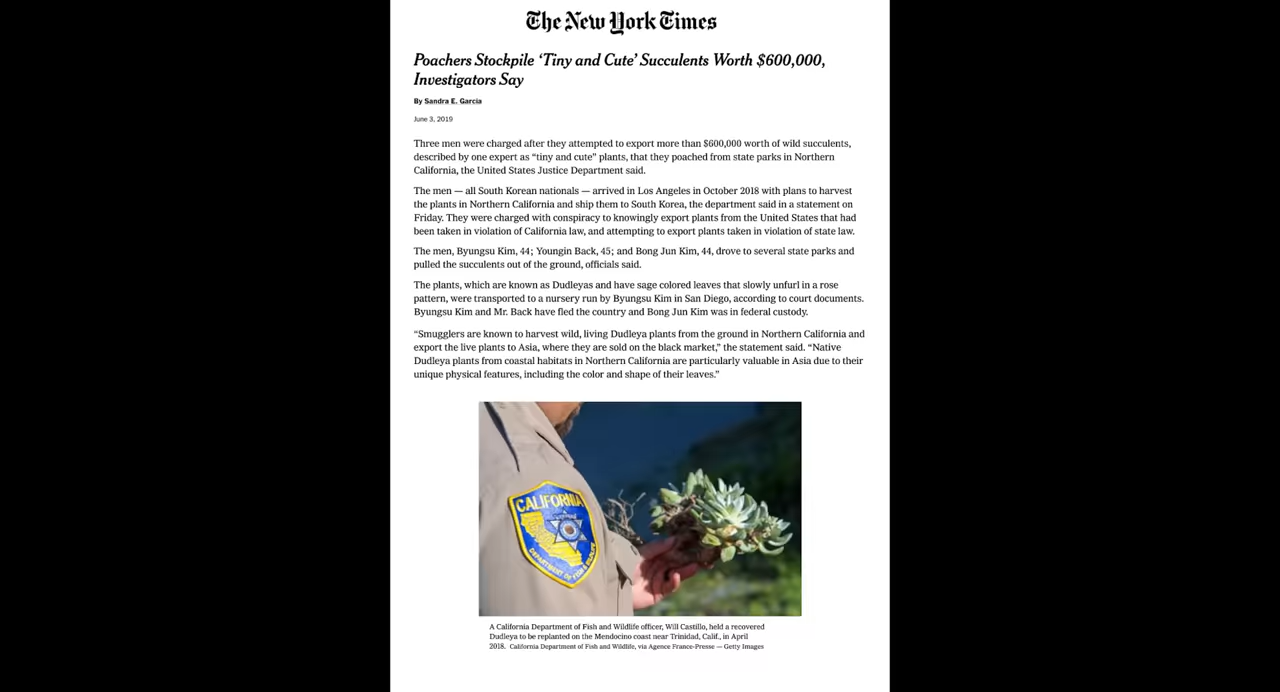 The New York Times
Poachers Stockpile ‘Tiny and Cute’ Succulents Worth $600,000,
Investigators Say
By Sandra E. Garcia
June 3, 2019
Three men were charged after they attempted to export more than $600,000 worth of wild succulents,
described by one expert as “tiny and cute” plants, that they poached from state parks in Northern
California, the United States Justice Department said.
The men — all South Korean nationals — arrived in Los Angeles in October 2018 with plans to harvest
the plants in Northern California and ship them to South Korea, the department said in a statement on
Friday. They were charged with conspiracy to knowingly export plants from the United States that had
been taken in violation of California law, and attempting to export plants taken in violation of state law.
The men, Byungsu Kim, 44; Youngin Back, 45; and Bong Jun Kim, 44, drove to several state parks and
pulled the succulents out of the ground, officials said.
The plants, which are known as Dudleyas and have sage colored leaves that slowly unfurl in a rose
pattern, were transported to a nursery run by Byungsu Kim in San Diego, according to court documents.
Byungsu Kim and Mr. Back have fled the country and Bong Jun Kim was in federal custody.
“Smugglers are known to harvest wild, living Dudleya plants from the ground in Northern California and
export the live plants to Asia, where they are sold on the black market,” the statement said. “Native
Dudleya plants from coastal habitats in Northern California are particularly valuable in Asia due to their
unique physical features, including the color and shape of their leaves.”
CALIFORNIA
DEPARTMENT OF FISH & WILDLIFE
A California Department of Fish and Wildlife officer, Will Castillo, held a recovered
Dudleya to be replanted on the Mendocino coast near Trinidad, Calif., in April
2018. California Department of Fish and Wildlife, via Agence France-Presse — Getty Images